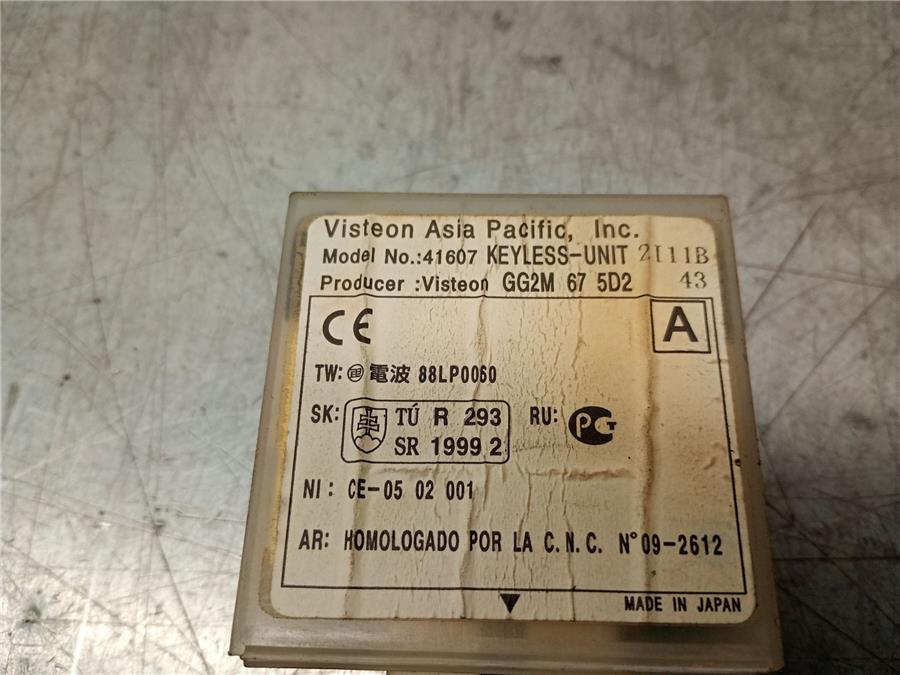 Visteon Asia Pacific, Inc.
Model No.:41607 KEYLESS-UNIT 2I11B
Producer :Visteon GG2M 67 5D2 43
CE A
TW: 電波 88LP0060
SK: TÚ R 293 RU: PCT
SR 1999 2
NI: CE-05 02 001
AR: HOMOLOGADO POR LA C.N.C. N°09-2612
MADE IN JAPAN